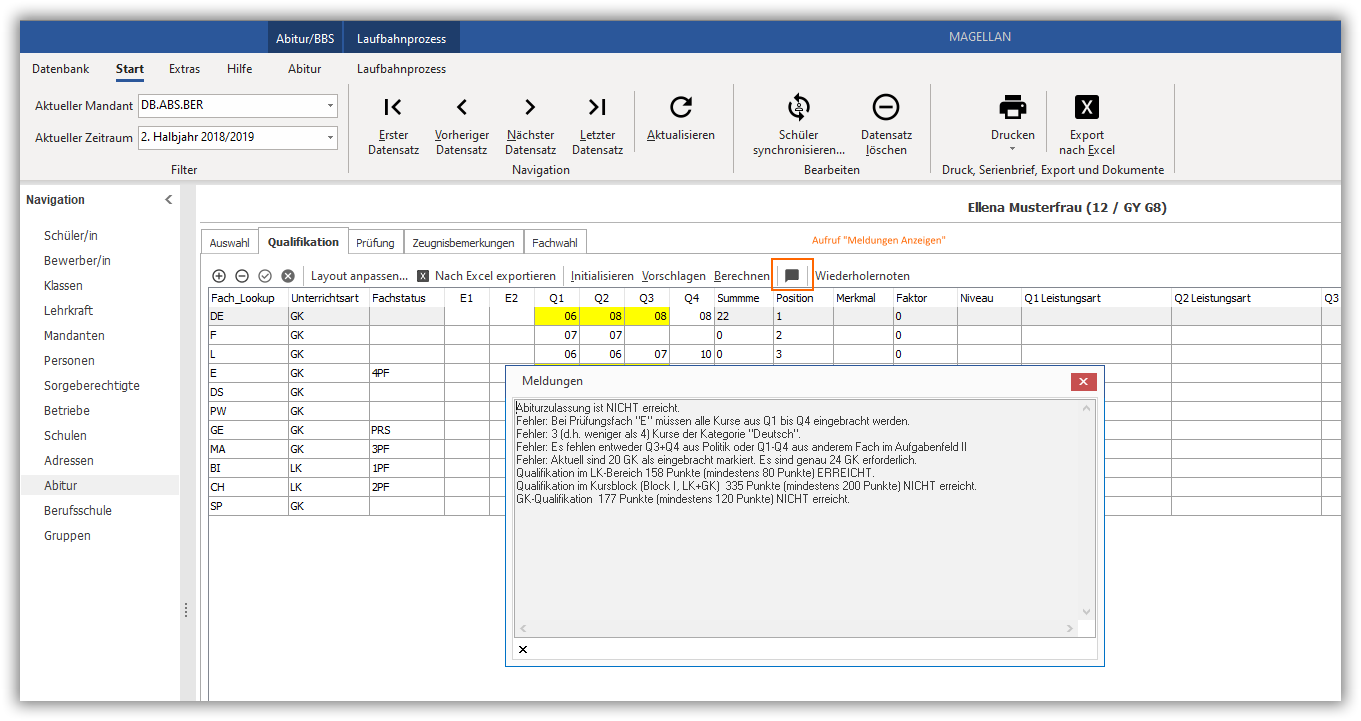 Abitur/BBS Laufbahnprozess MAGELLAN
Datenbank Start Extras Hilfe Abitur Laufbahnprozess
Aktueller Mandant DB.ABS.BER
Aktueller Zeitraum 2. Halbjahr 2018/2019
Filter
Erster Datensatz
Vorheriger Datensatz
Nächster Datensatz
Letzter Datensatz
Navigation
Aktualisieren
Schüler synchronisieren...
Datensatz löschen
Bearbeiten
Drucken
X
Export nach Excel
Druck, Serienbrief, Export und Dokumente
Navigation
Schüler/in
Bewerber/in
Klassen
Lehrkraft
Mandanten
Personen
Sorgeberechtigte
Betriebe
Schulen
Adressen
Abitur
Berufsschule
Gruppen
Ellena Musterfrau (12 / GY G8)
Auswahl Qualifikation Prüfung Zeugnisbemerkungen Fachwahl
Aufruf "Meldungen Anzeigen"
Layout anpassen... X Nach Excel exportieren Initialisieren Vorschlagen Berechnen Wiederholernoten
Fach_Lookup Unterrichtsart Fachstatus E1 E2 Q1 Q2 Q3 Q4 Summme Position Merkmal Faktor Niveau Q1 Leistungsart Q2 Leistungsart Q3
DE GK 06 08 08 08 22 1 0
F GK 07 07 0 2 0
L GK 06 06 07 10 0 3 0
E GK 4PF
DS GK
PW GK
GE GK PRS
MA GK 3PF
BI LK 1PF
CH LK 2PF
SP GK
Meldungen
Abiturzulassung ist NICHT erreicht.
Fehler: Bei Prüfungsfach "E" müssen alle Kurse aus Q1 bis Q4 eingebracht werden.
Fehler: 3 (d.h. weniger als 4) Kurse der Kategorie "Deutsch".
Fehler: Es fehlen entweder Q3+Q4 aus Politik oder Q1-Q4 aus anderem Fach im Aufgabenfeld II
Fehler: Aktuell sind 20 GK als eingebracht markiert. Es sind genau 24 GK erforderlich.
Qualifikation im LK-Bereich 158 Punkte (mindestens 80 Punkte) ERREICHT.
Qualifikation im Kursblock (Block I, LK+GK) 335 Punkte (mindestens 200 Punkte) NICHT erreicht.
GK-Qualifikation 177 Punkte (mindestens 120 Punkte) NICHT erreicht.